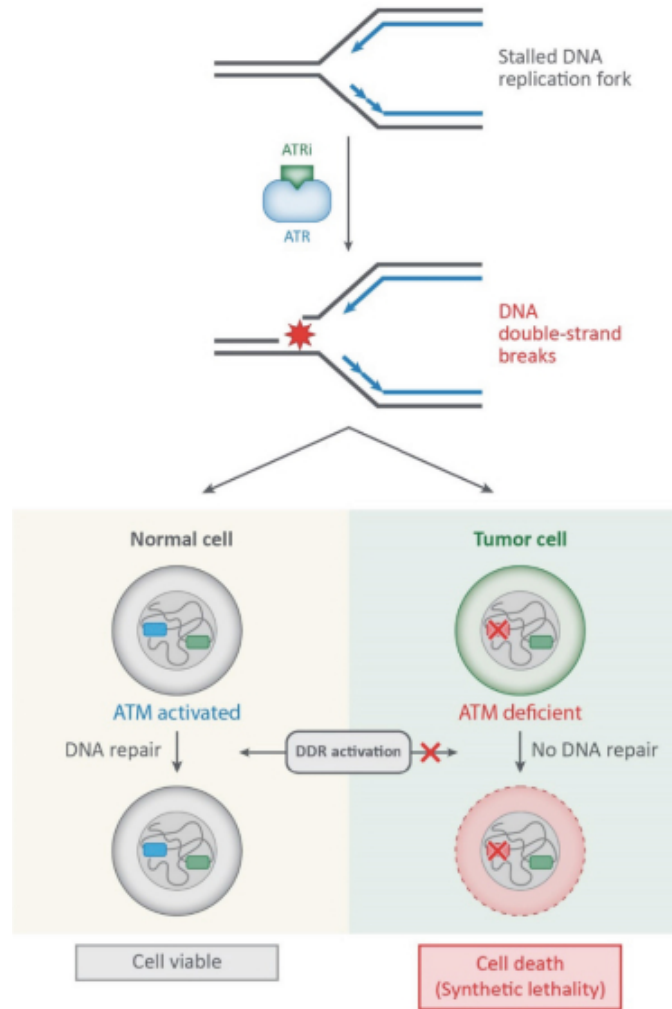 Stalled DNA
replication fork
ATRi
ATR
DNA
double-strand
breaks
Normal cell
Tumor cell
ATM activated
ATM deficient
DNA repair
DDR activation
No DNA repair
Cell viable
Cell death
(Synthetic lethality)